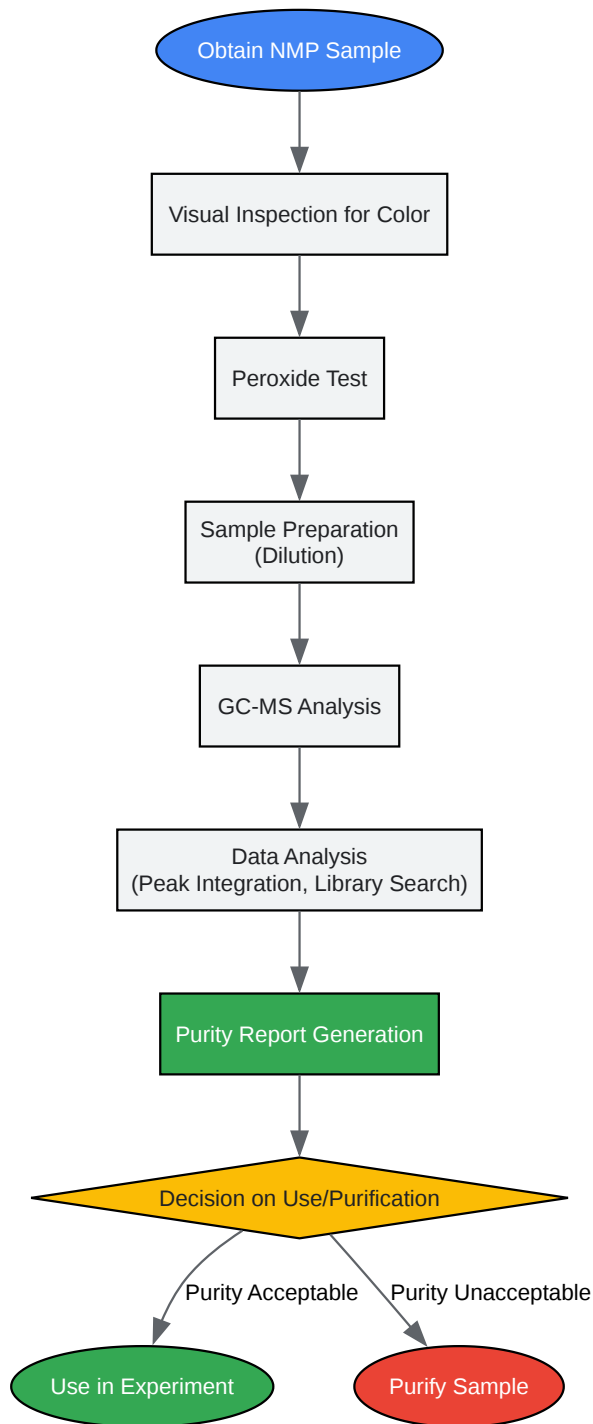 Obtain NMP Sample
Visual Inspection for Color
Peroxide Test
Sample Preparation
(Dilution)
GC-MS Analysis
Data Analysis
(Peak Integration, Library Search)
Purity Report Generation
Decision on Use/Purification
Purity Acceptable
Purity Unacceptable
Use in Experiment
Purify Sample